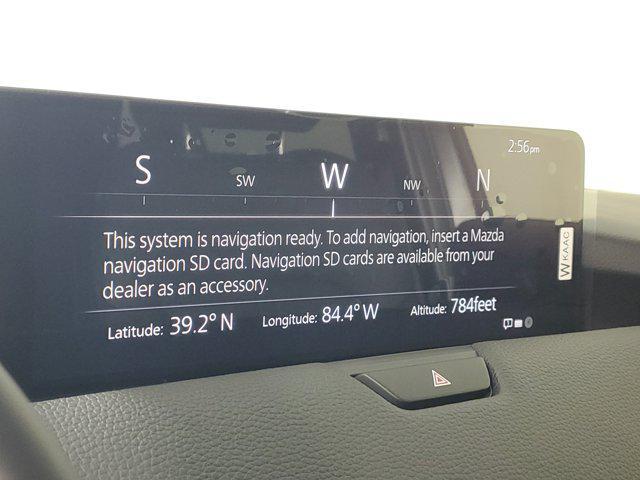 2:56pm
S SW W NW N
This system is navigation ready. To add navigation, insert a Mazda
navigation SD card. Navigation SD cards are available from your
dealer as an accessory.
Latitude: 39.2° N Longitude: 84.4° W Altitude: 784feet
W KAAC